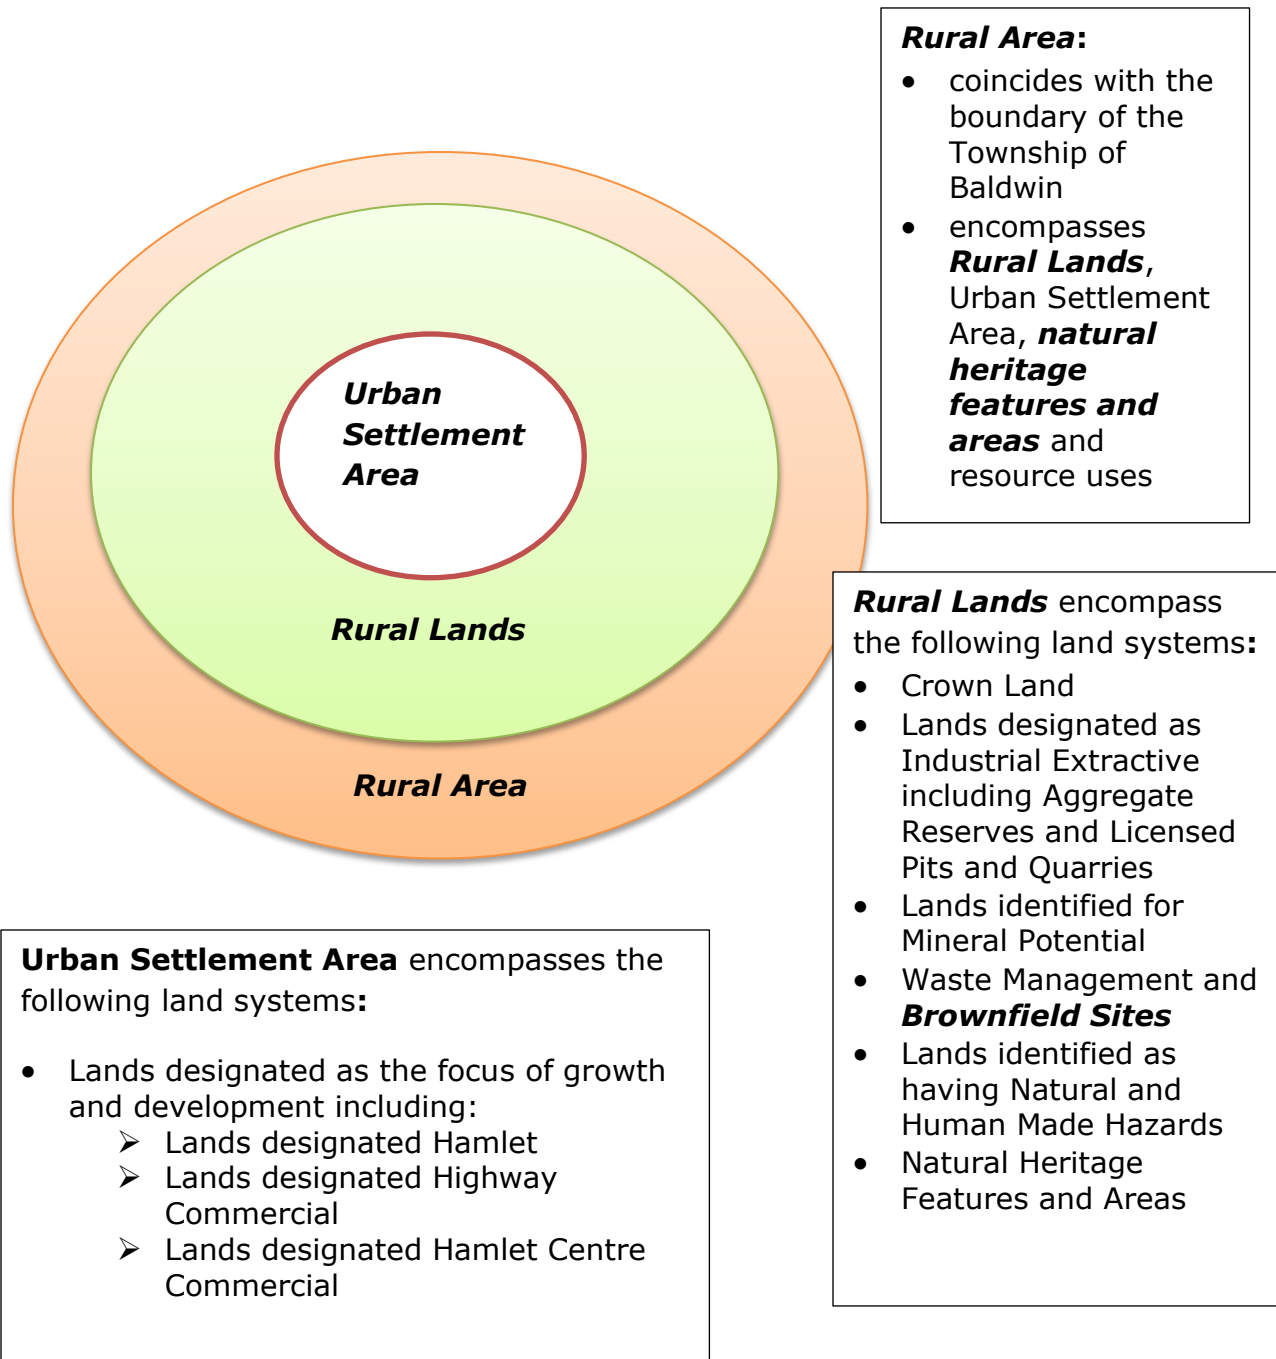 Rural Area:
• coincides with the
boundary of the
Township of
Baldwin
• encompasses
Rural Lands,
Urban Settlement
Area, natural
heritage
features and
areas and
resource uses
Urban
Settlement
Area
Rural Lands
Rural Area
Rural Lands encompass
the following land systems:
• Crown Land
• Lands designated as
Industrial Extractive
including Aggregate
Reserves and Licensed
Pits and Quarries
• Lands identified for
Mineral Potential
• Waste Management and
Brownfield Sites
• Lands identified as
having Natural and
Human Made Hazards
• Natural Heritage
Features and Areas
Urban Settlement Area encompasses the
following land systems:
• Lands designated as the focus of growth
and development including:
➢ Lands designated Hamlet
➢ Lands designated Highway
Commercial
➢ Lands designated Hamlet Centre
Commercial